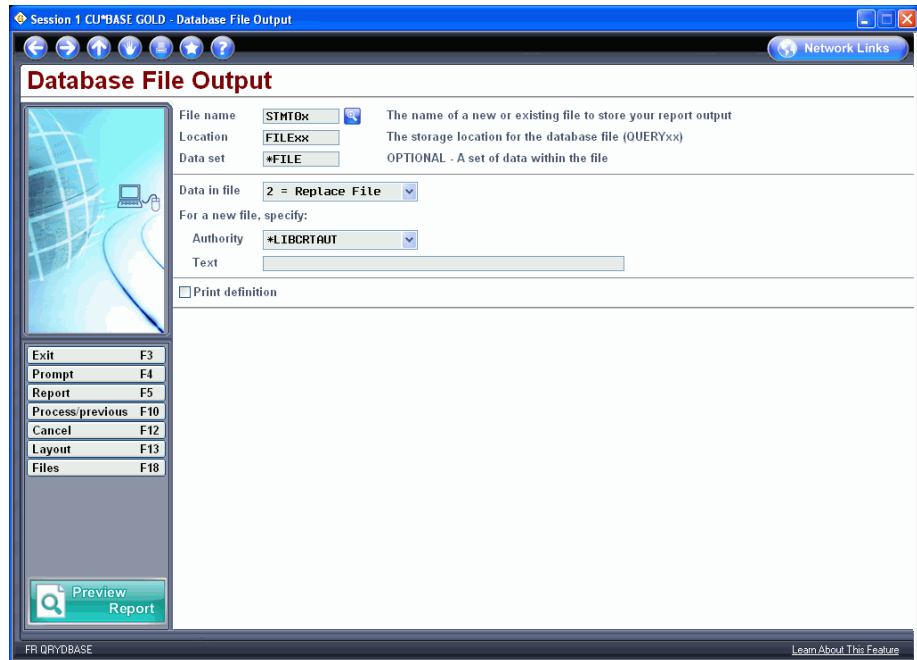 Session 1 CU*BASE GOLD - Database File Output
Network Links
Database File Output
File name STMT0x The name of a new or existing file to store your report output
Location FILExx The storage location for the database file (QUERYxx)
Data set *FILE OPTIONAL - A set of data within the file
Data in file 2 = Replace File
For a new file, specify:
Authority *LIBCRTAUT
Text
Print definition
Exit F3
Prompt F4
Report F5
Process/previous F10
Cancel F12
Layout F13
Files F18
Preview
Report
FR QRYDBASE Learn About This Feature